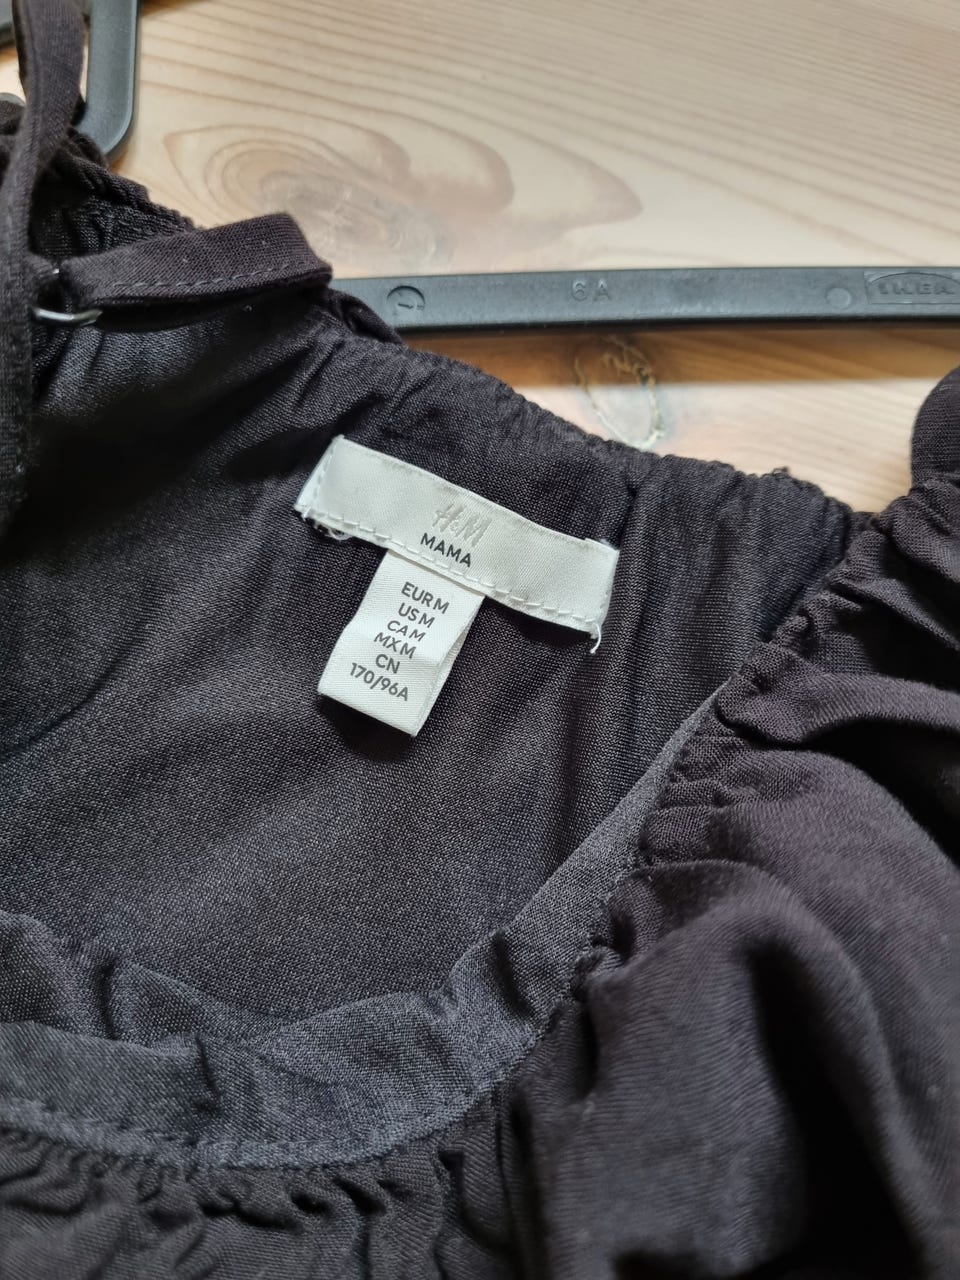 6A
IKEA
H&M
MAMA
EUR M
US M
CA M
MX M
CN
170/96A